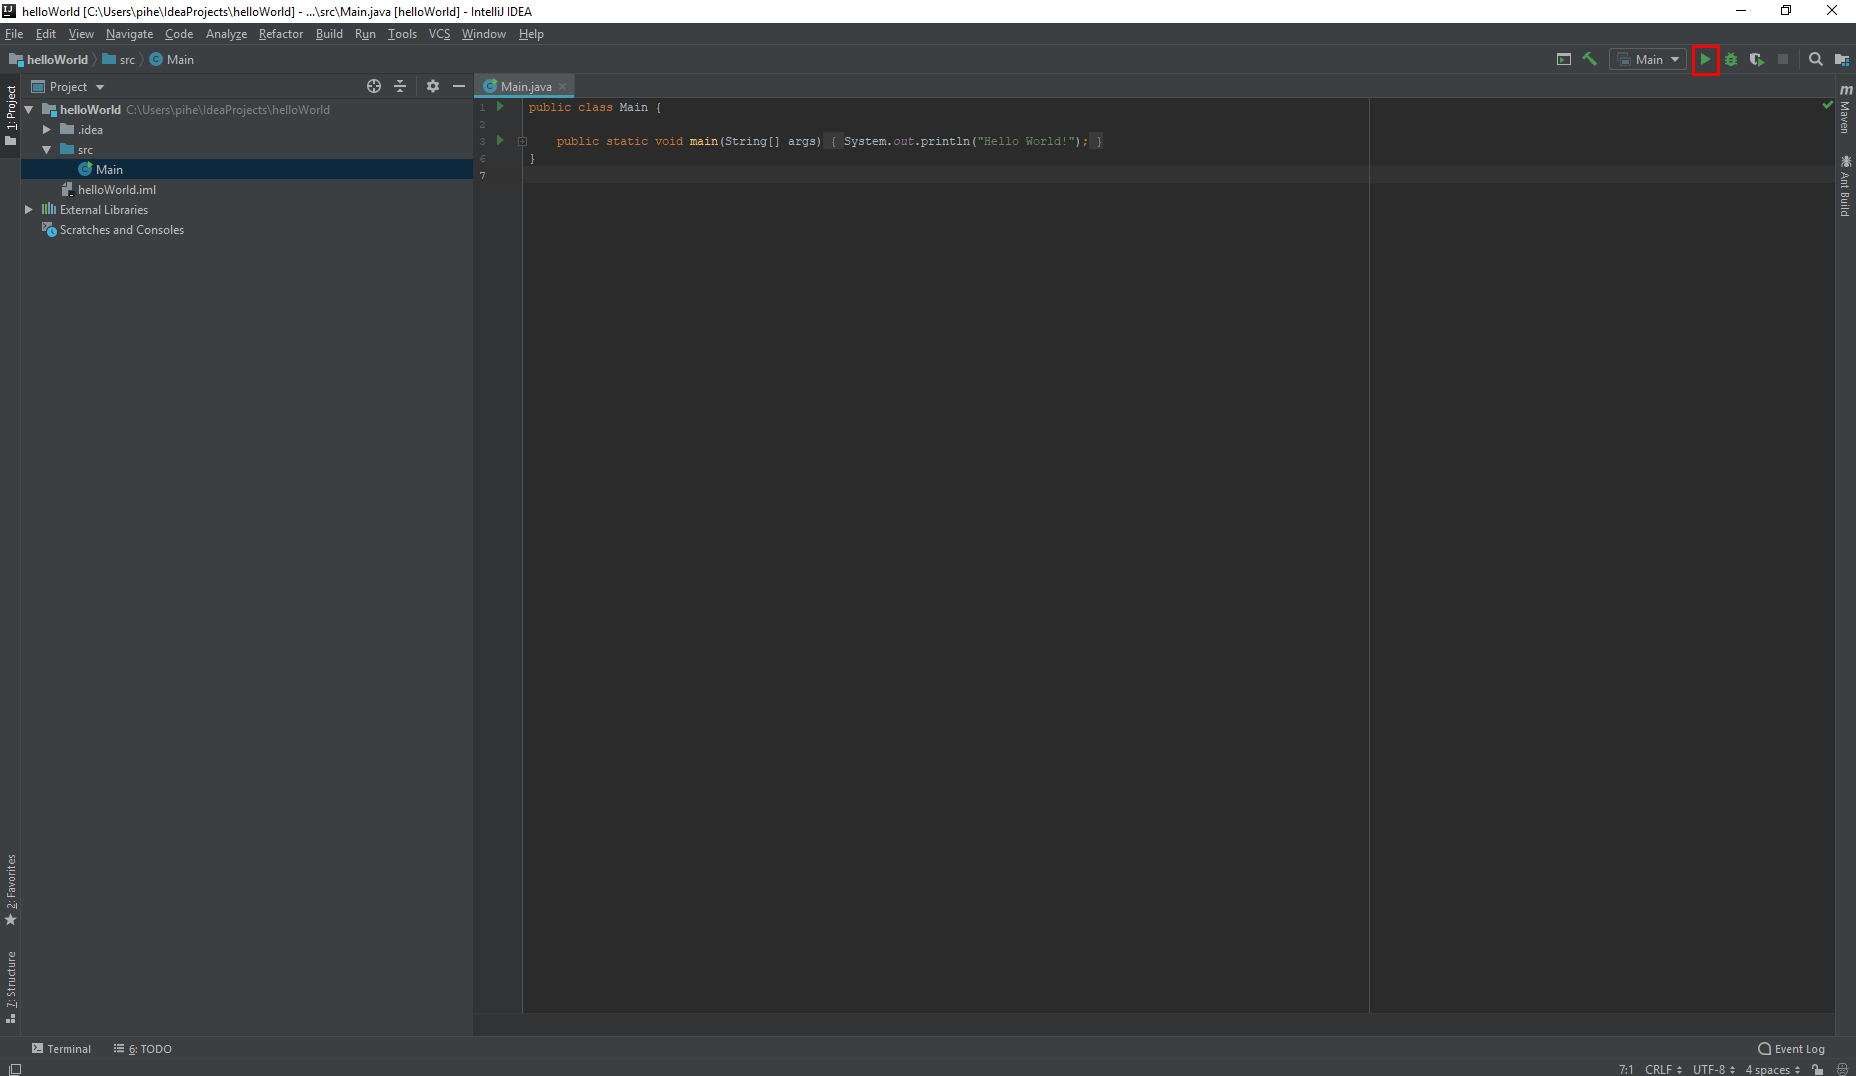 helloWorld [C:\Users\pihe\IdeaProjects\helloWorld] - ...\src\Main.java [helloWorld] - IntelliJ IDEA
File Edit View Navigate Code Analyze Refactor Build Run Tools VCS Window Help
helloWorld src Main
Main
Project
Main.java
1: Project
helloWorld C:\Users\pihe\IdeaProjects\helloWorld
.idea
src
Main
helloWorld.iml
External Libraries
Scratches and Consoles
1 public class Main {
2
3 public static void main(String[] args) { System.out.println("Hello World!"); }
6 }
7
Maven
Ant Build
2: Favorites
7: Structure
Terminal 6: TODO
Event Log
7:1 CRLF UTF-8 4 spaces